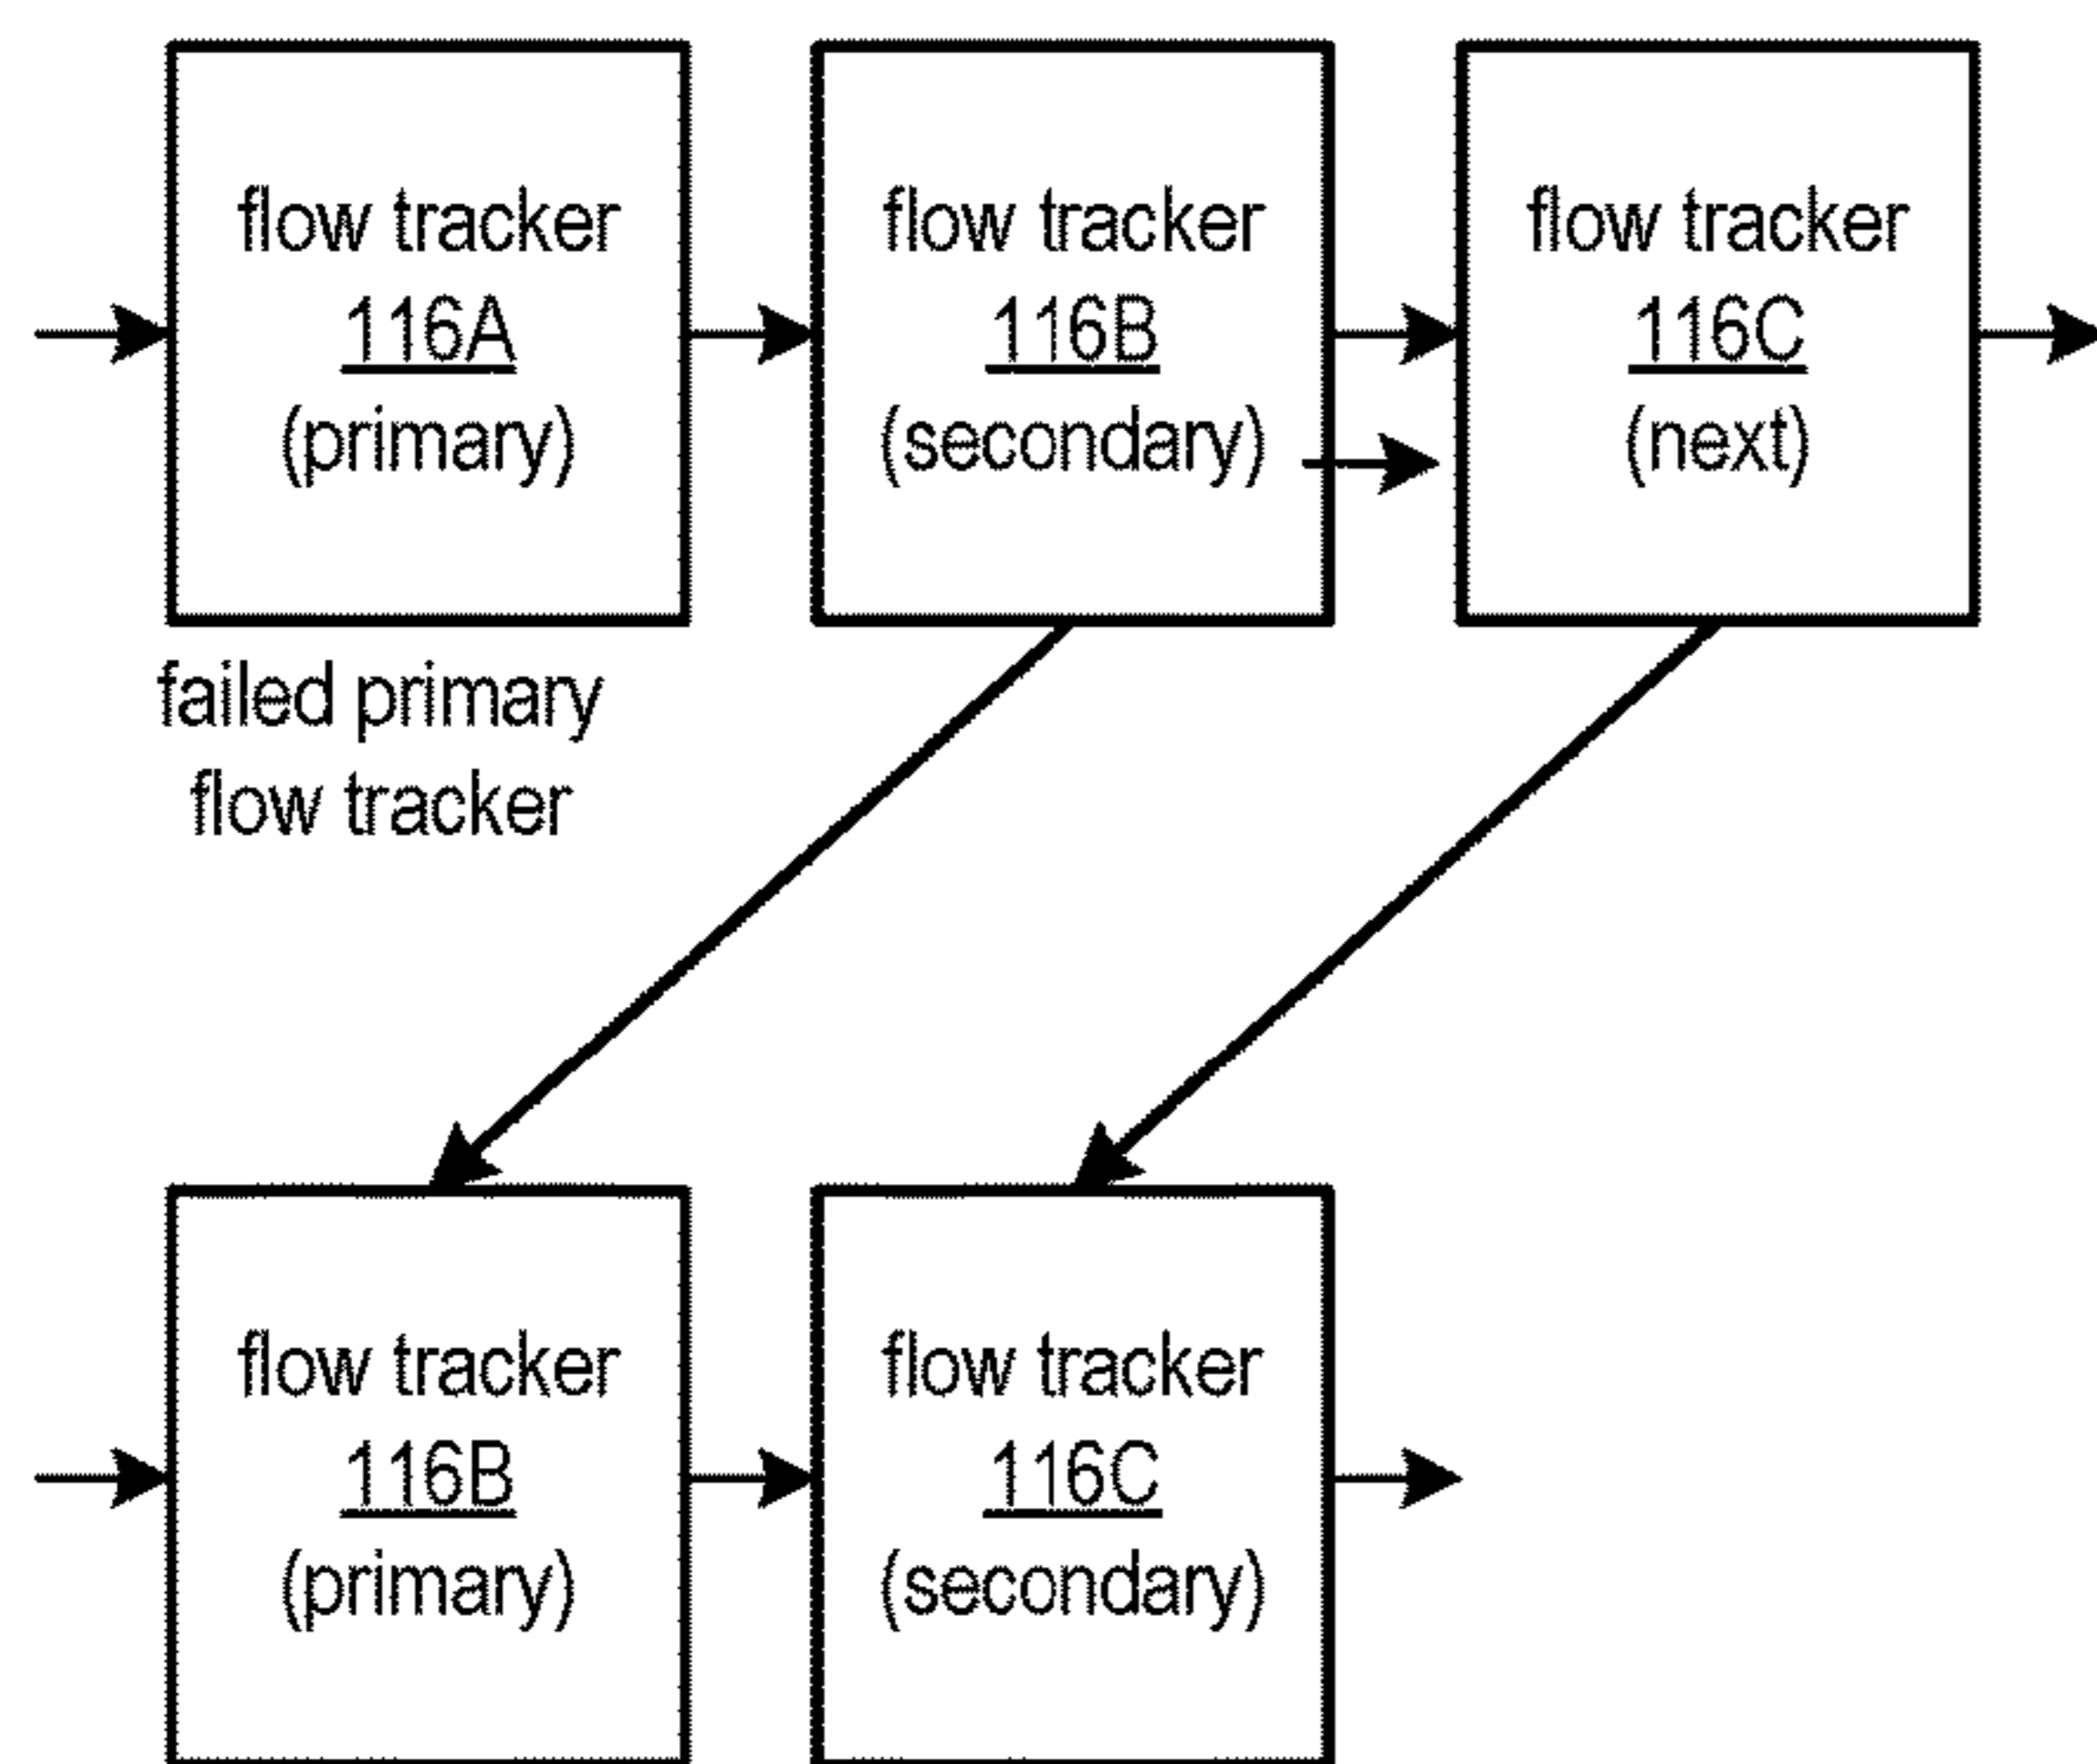 flow tracker
116A
(primary)
flow tracker
116B
(secondary)
flow tracker
116C
(next)
failed primary
flow tracker
flow tracker
116B
(primary)
flow tracker
116C
(secondary)